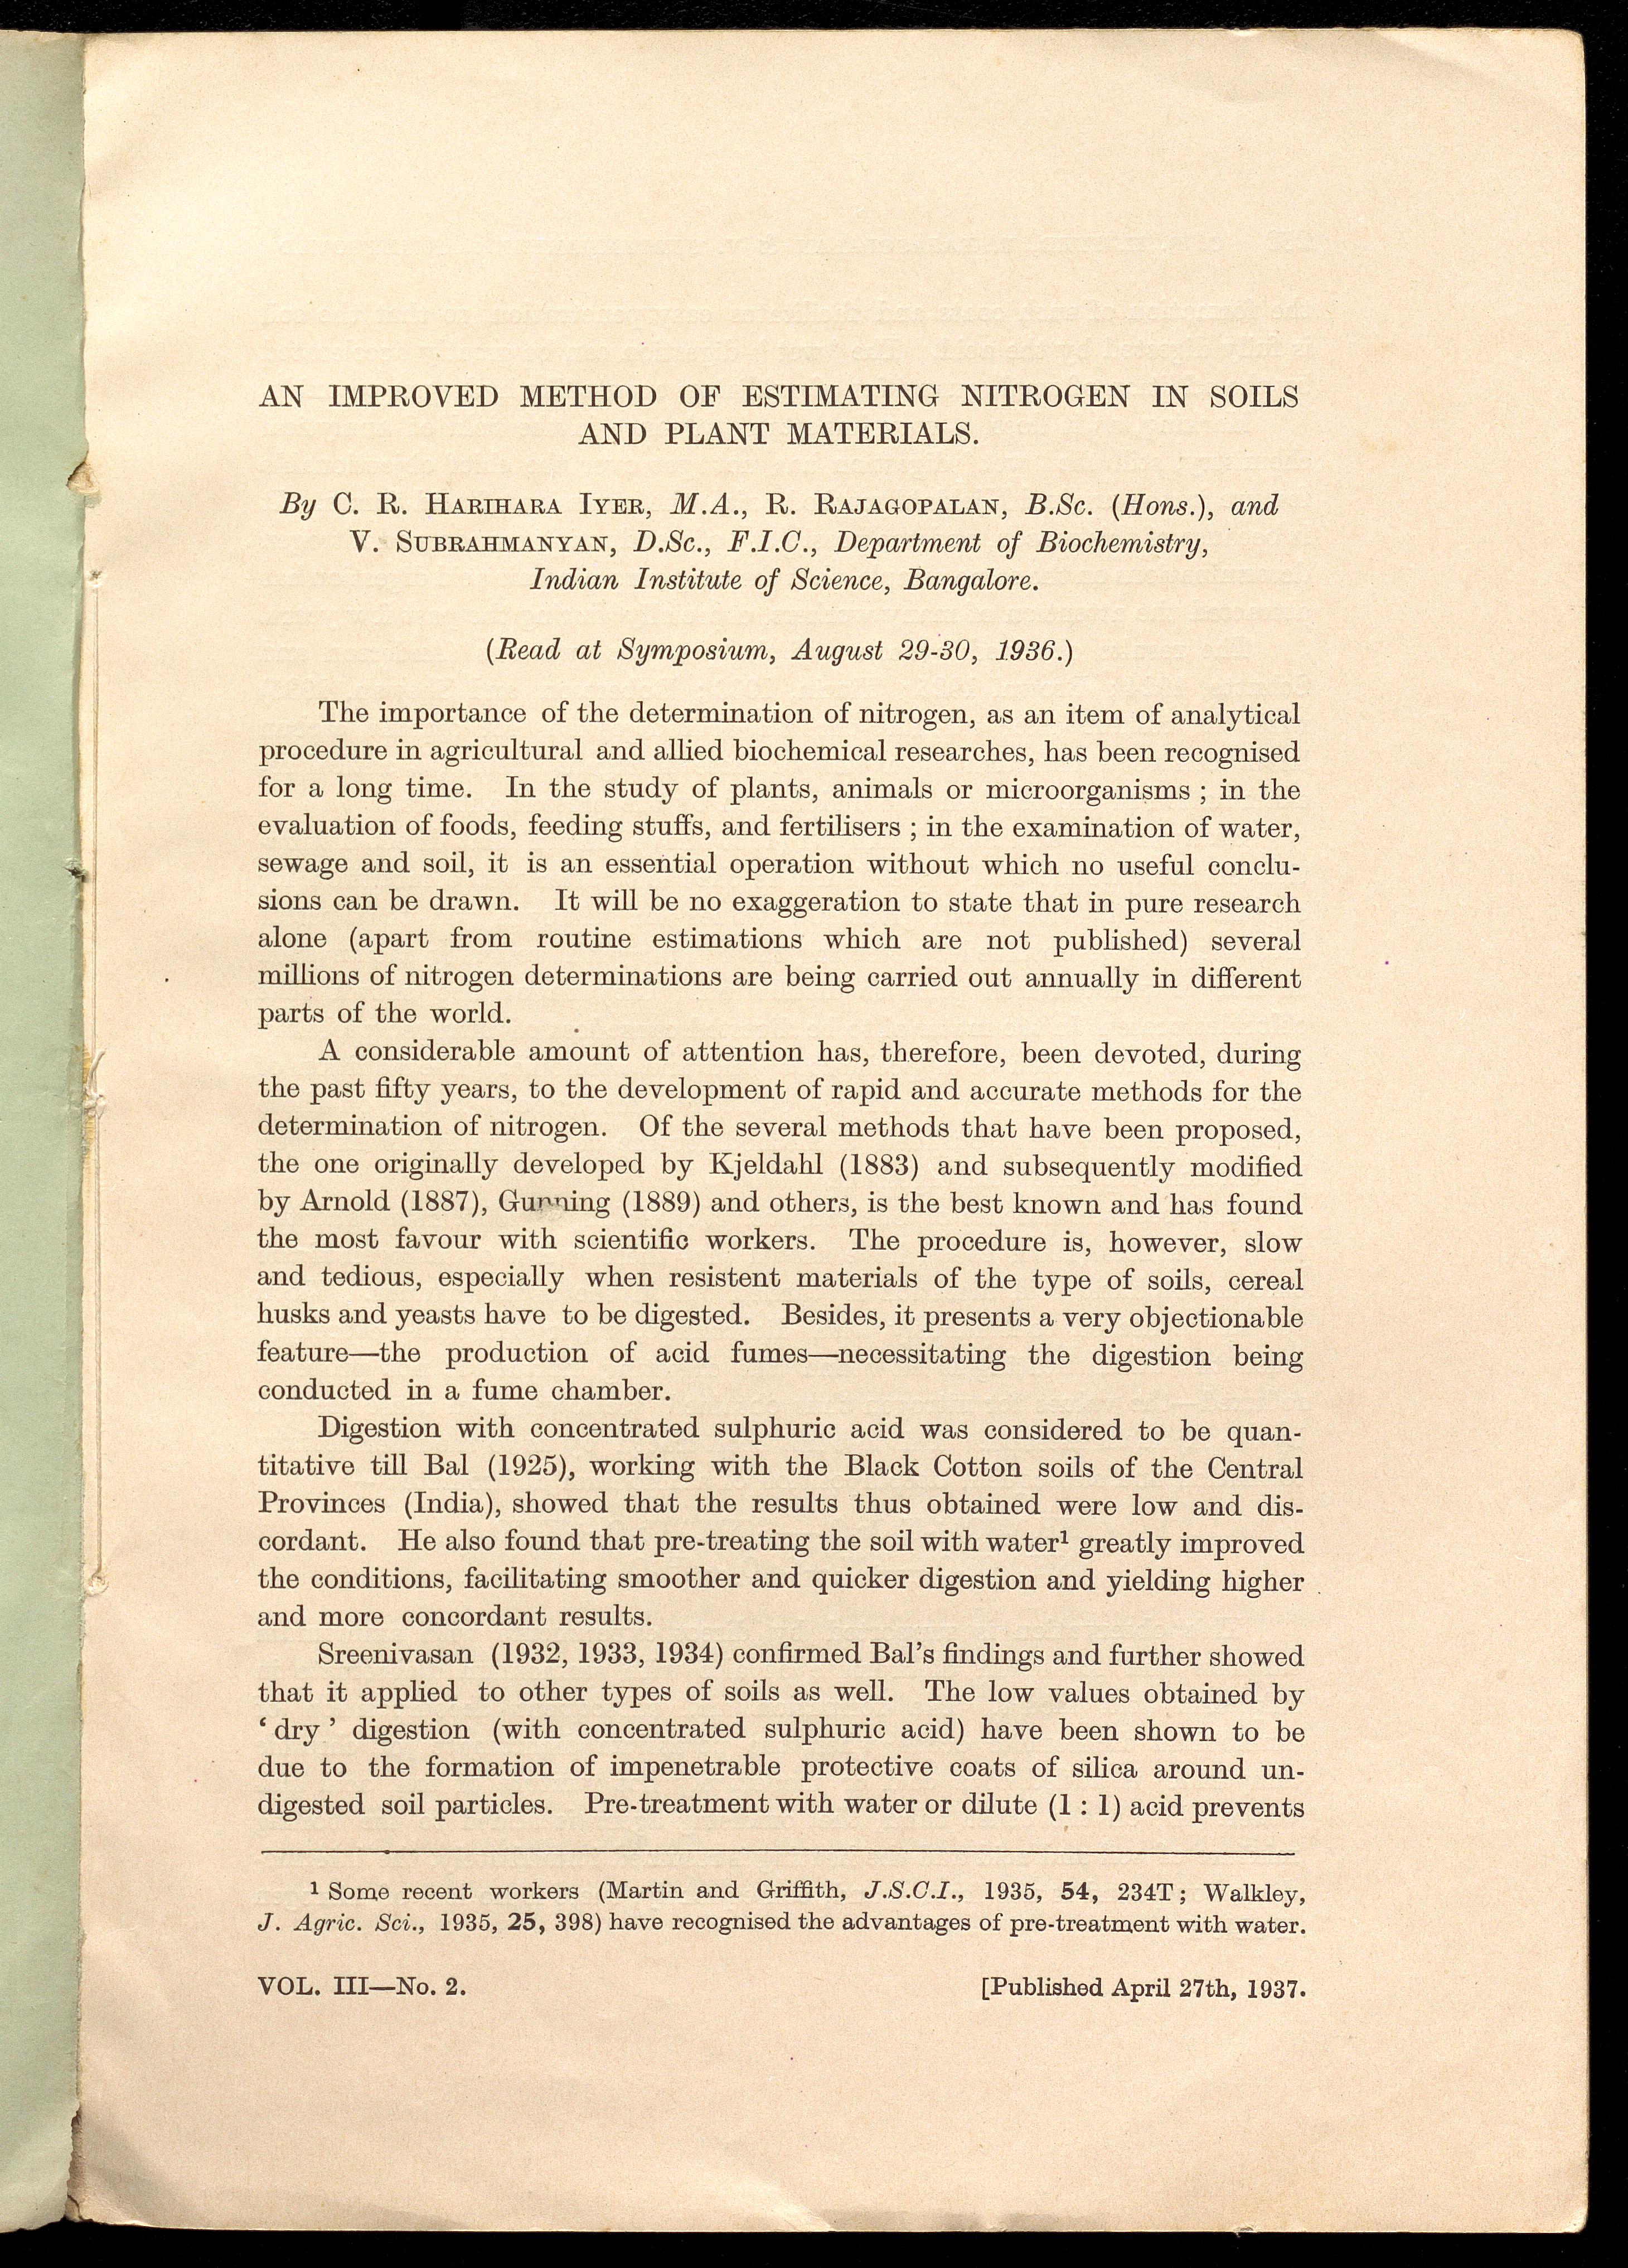 AN IMPROVED METHOD OF ESTIMATING NITROGEN IN SOILS
AND PLANT MATERIALS.
By C. R. HARIHARA IYER, M.A., R. RAJAGOPALAN, B.Sc. (Hons.), and
V. SUBRAHMANYAN, D.Sc., F.I.C., Department of Biochemistry,
Indian Institute of Science, Bangalore.
(Read at Symposium, August 29-30, 1936.)
The importance of the determination of nitrogen, as an item of analytical
procedure in agricultural and allied biochemical researches, has been recognised
for a long time. In the study of plants, animals or microorganisms ; in the
evaluation of foods, feeding stuffs, and fertilisers ; in the examination of water,
sewage and soil, it is an essential operation without which no useful conclu-
sions can be drawn. It will be no exaggeration to state that in pure research
alone (apart from routine estimations which are not published) several
millions of nitrogen determinations are being carried out annually in different
parts of the world.
A considerable amount of attention has, therefore, been devoted, during
the past fifty years, to the development of rapid and accurate methods for the
determination of nitrogen. Of the several methods that have been proposed,
the one originally developed by Kjeldahl (1883) and subsequently modified
by Arnold (1887), Gunning (1889) and others, is the best known and has found
the most favour with scientific workers. The procedure is, however, slow
and tedious, especially when resistent materials of the type of soils, cereal
husks and yeasts have to be digested. Besides, it presents a very objectionable
feature—the production of acid fumes—necessitating the digestion being
conducted in a fume chamber.
Digestion with concentrated sulphuric acid was considered to be quan-
titative till Bal (1925), working with the Black Cotton soils of the Central
Provinces (India), showed that the results thus obtained were low and dis-
cordant. He also found that pre-treating the soil with water¹ greatly improved
the conditions, facilitating smoother and quicker digestion and yielding higher
and more concordant results.
Sreenivasan (1932, 1933, 1934) confirmed Bal's findings and further showed
that it applied to other types of soils as well. The low values obtained by
‘ dry ’ digestion (with concentrated sulphuric acid) have been shown to be
due to the formation of impenetrable protective coats of silica around un-
digested soil particles. Pre-treatment with water or dilute (1 : 1) acid prevents
¹ Some recent workers (Martin and Griffith, J.S.C.I., 1935, 54, 234T; Walkley,
J. Agric. Sci., 1935, 25, 398) have recognised the advantages of pre-treatment with water.
VOL. III—No. 2. [Published April 27th, 1937.